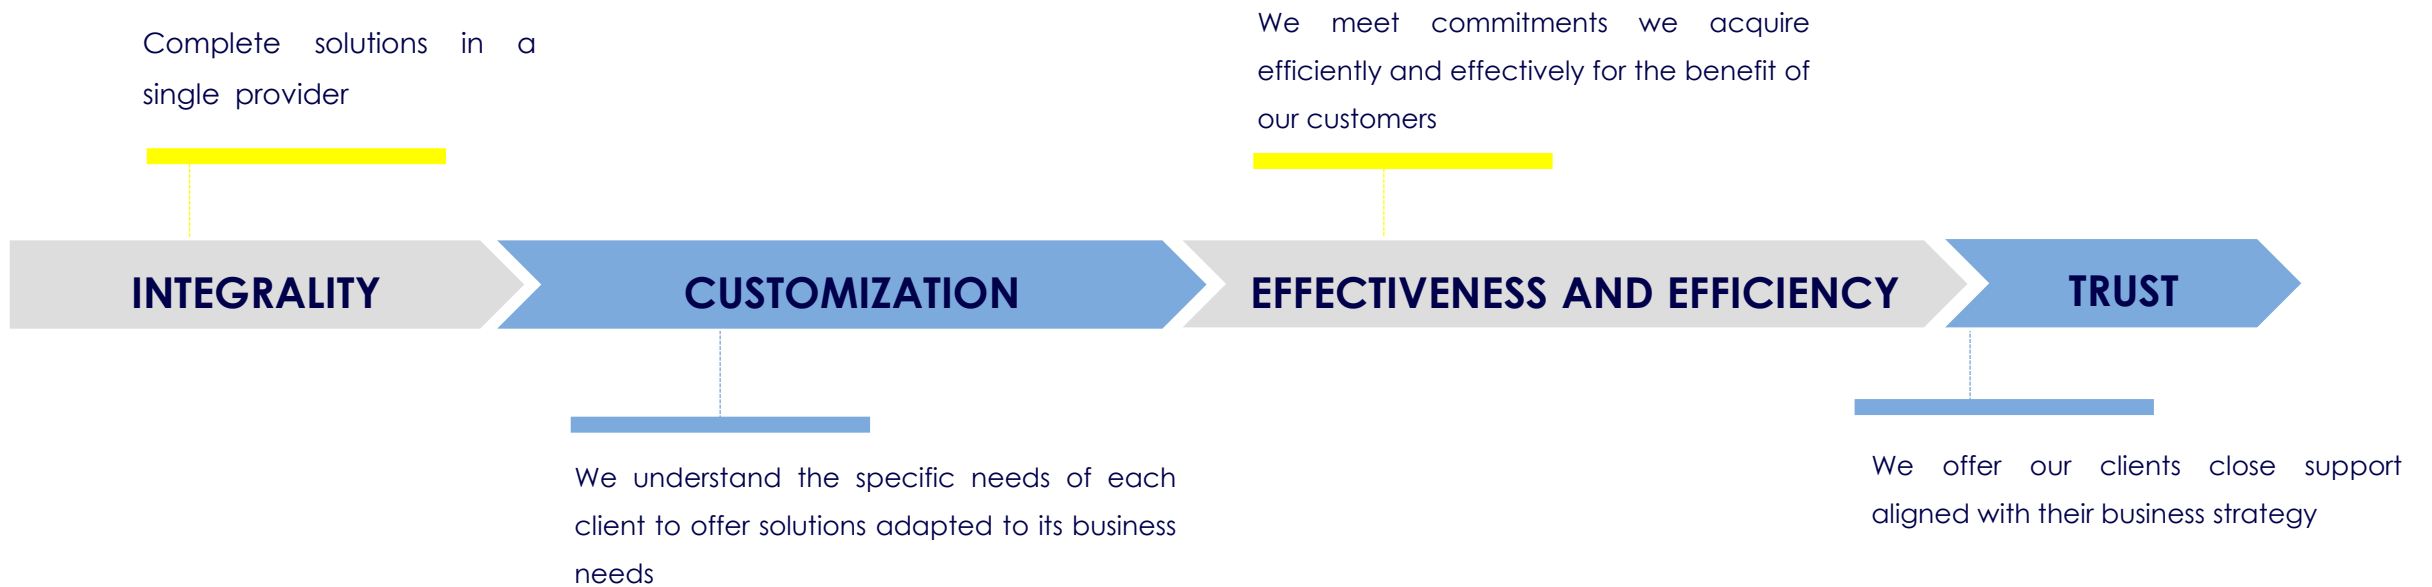 Complete solutions in a
single provider
We meet commitments we acquire
efficiently and effectively for the benefit of
our customers
INTEGRALITY
CUSTOMIZATION
EFFECTIVENESS AND EFFICIENCY
TRUST
We understand the specific needs of each
client to offer solutions adapted to its business
needs
We offer our clients close support
aligned with their business strategy